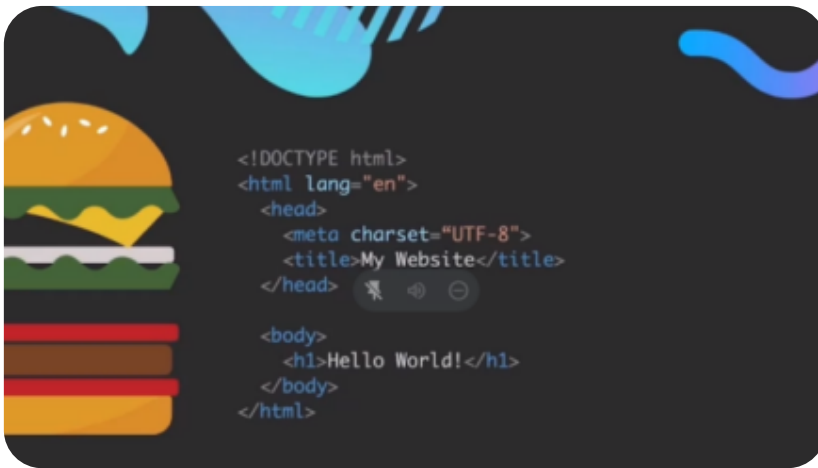 <!DOCTYPE html>
<html lang="en">
<head>
<meta charset=“UTF-8">
<title>My Website</title>
</head>
<body>
<h1>Hello World!</h1>
</body>
</html>